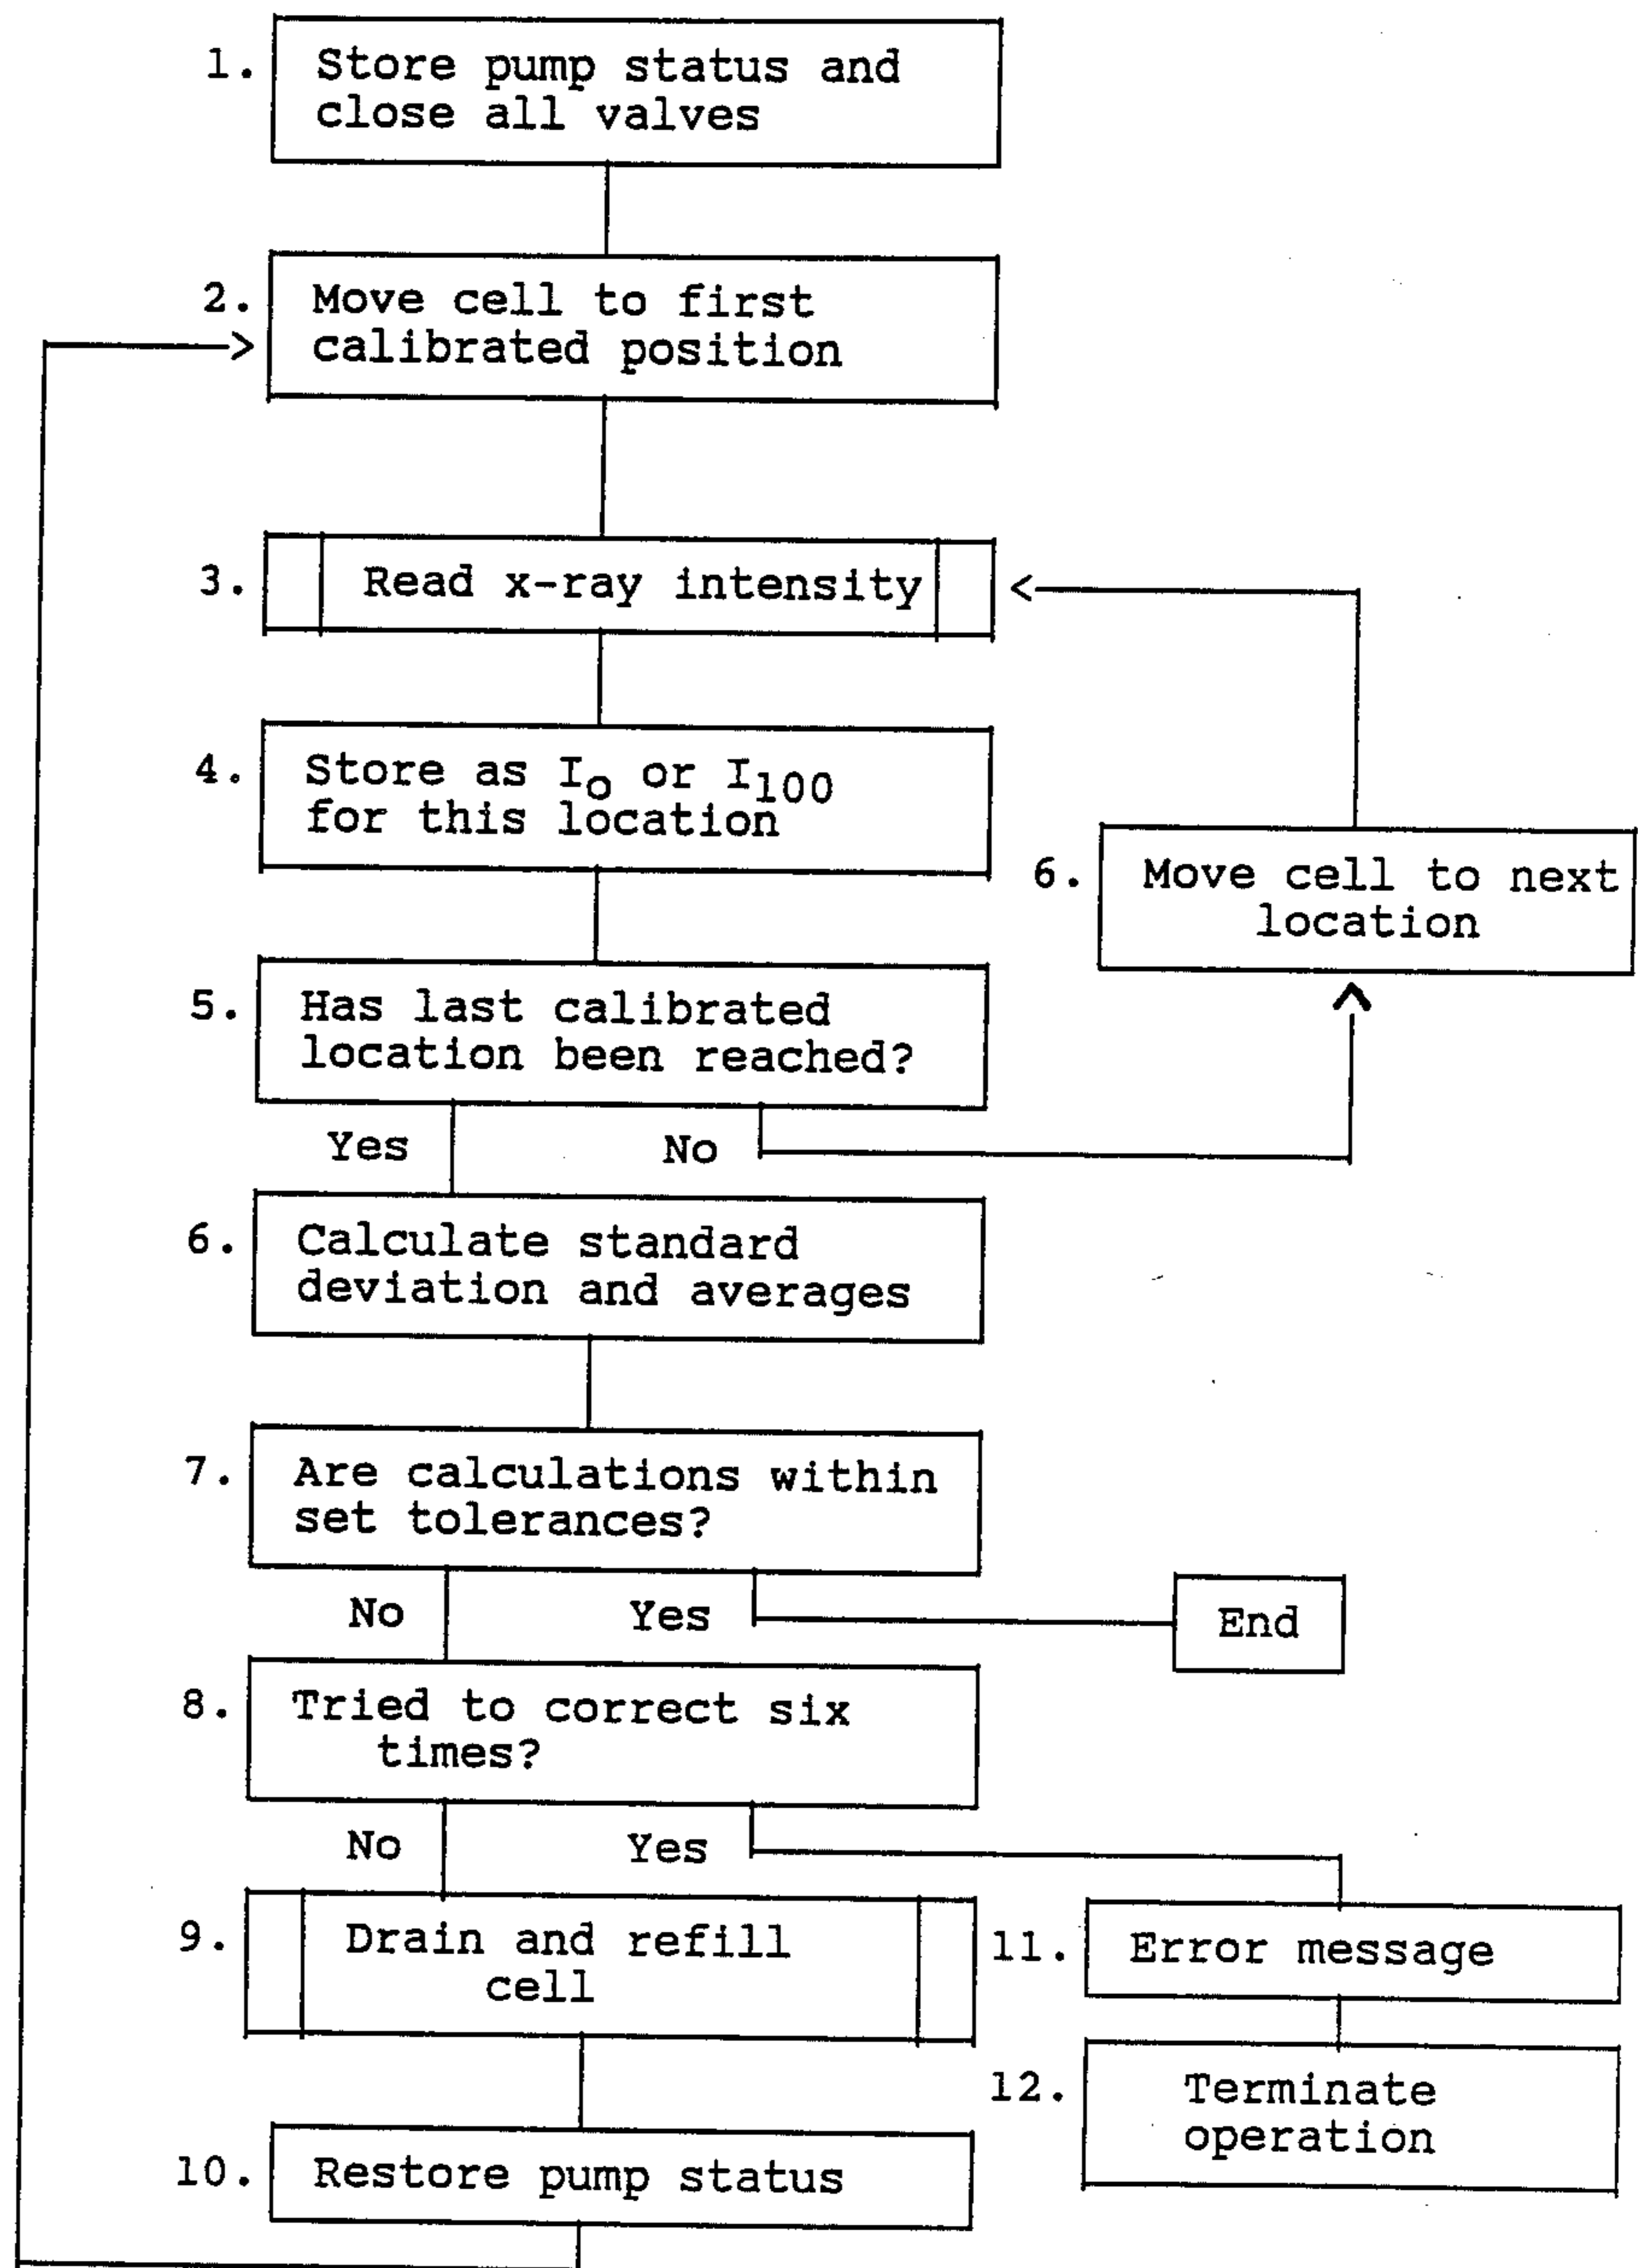 1. Store pump status and
close all valves
2. Move cell to first
calibrated position
3. Read x-ray intensity
4. Store as I₀ or I₁₀₀
for this location
6. Move cell to next
location
5. Has last calibrated
location been reached?
Yes No
6. Calculate standard
deviation and averages
7. Are calculations within
set tolerances?
No Yes End
8. Tried to correct six
times?
No Yes
9. Drain and refill
cell
11. Error message
12. Terminate
operation
10. Restore pump status